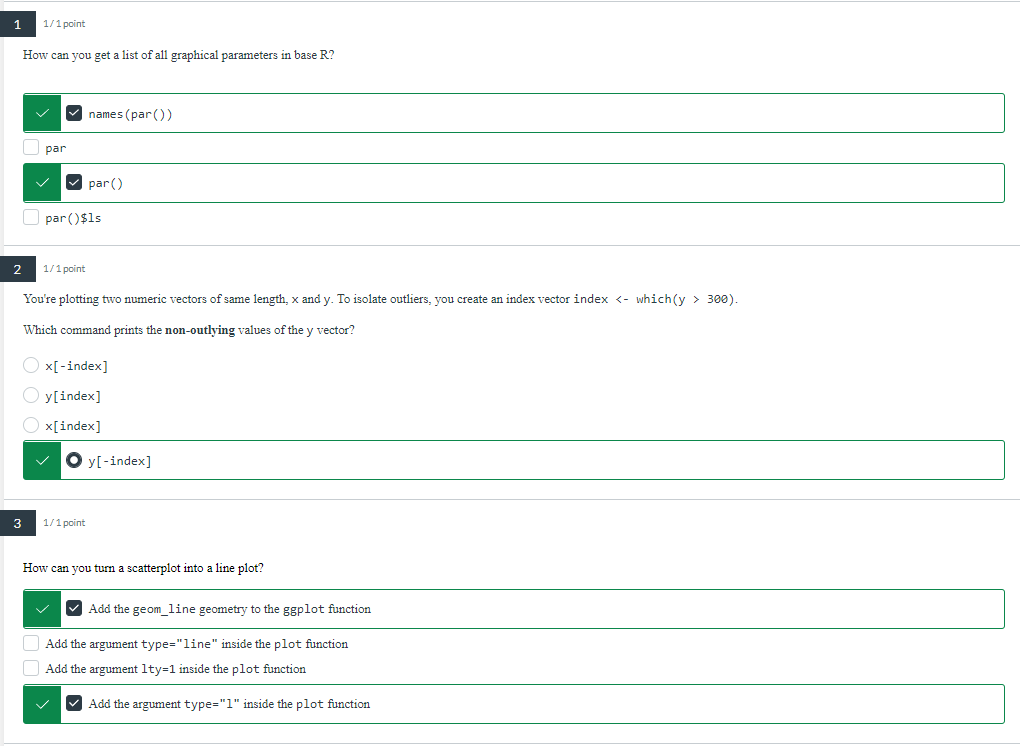 1
1 / 1 point
How can you get a list of all graphical parameters in base R?
names(par())
par
par()
par()$ls
2
1 / 1 point
You're plotting two numeric vectors of same length, x and y. To isolate outliers, you create an index vector index <- which(y > 300).
Which command prints the non-outlying values of the y vector?
x[-index]
y[index]
x[index]
y[-index]
3
1 / 1 point
How can you turn a scatterplot into a line plot?
Add the geom_line geometry to the ggplot function
Add the argument type="line" inside the plot function
Add the argument lty=1 inside the plot function
Add the argument type="l" inside the plot function